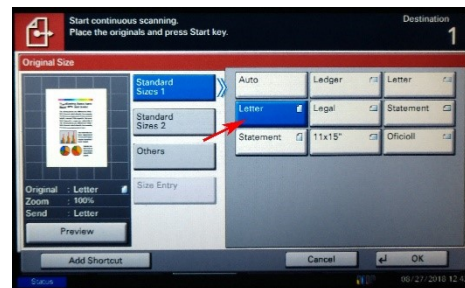 Start continuous scanning.
Place the originals and press Start key.
Destination
1
Original Size
Standard
Sizes 1
Auto
Ledger
Letter
Standard
Sizes 2
Letter
Legal
Statement
Others
Statement
11x15"
OficioII
Size Entry
Original : Letter
Zoom : 100%
Send : Letter
Preview
Add Shortcut
Cancel
OK
Status